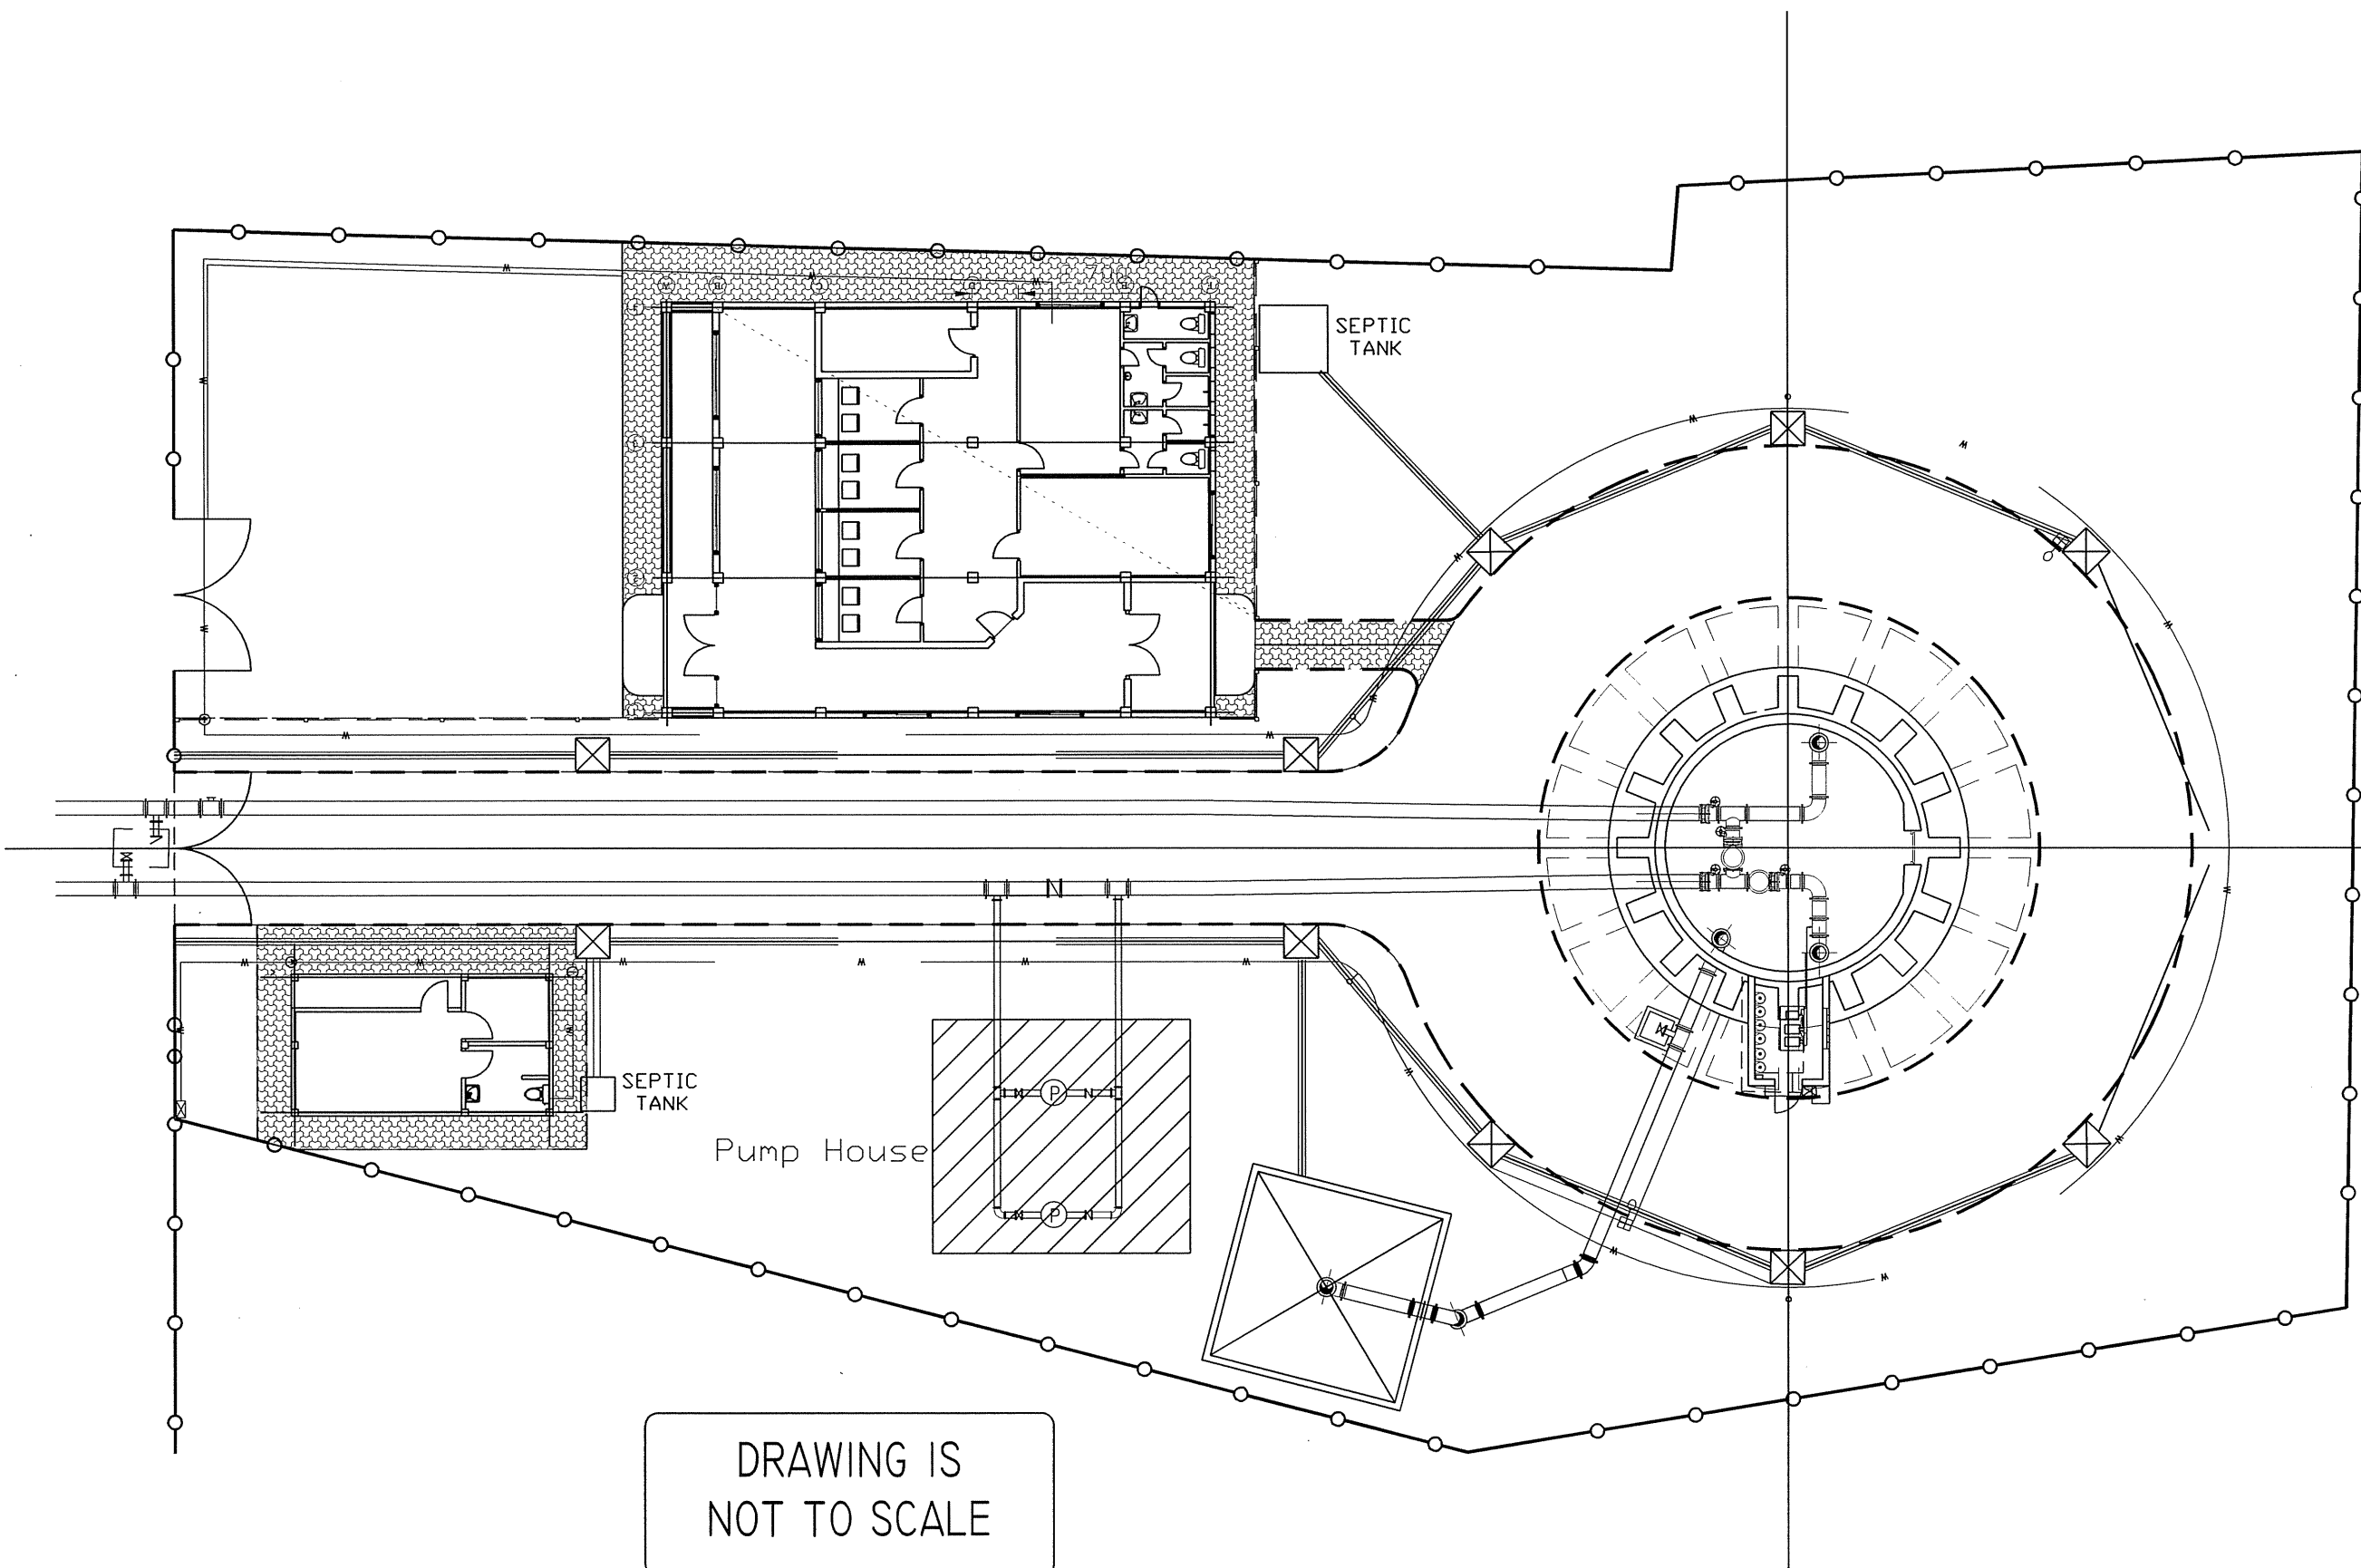 SEPTIC
TANK
SEPTIC
TANK
Pump House
P
P
DRAWING IS
NOT TO SCALE